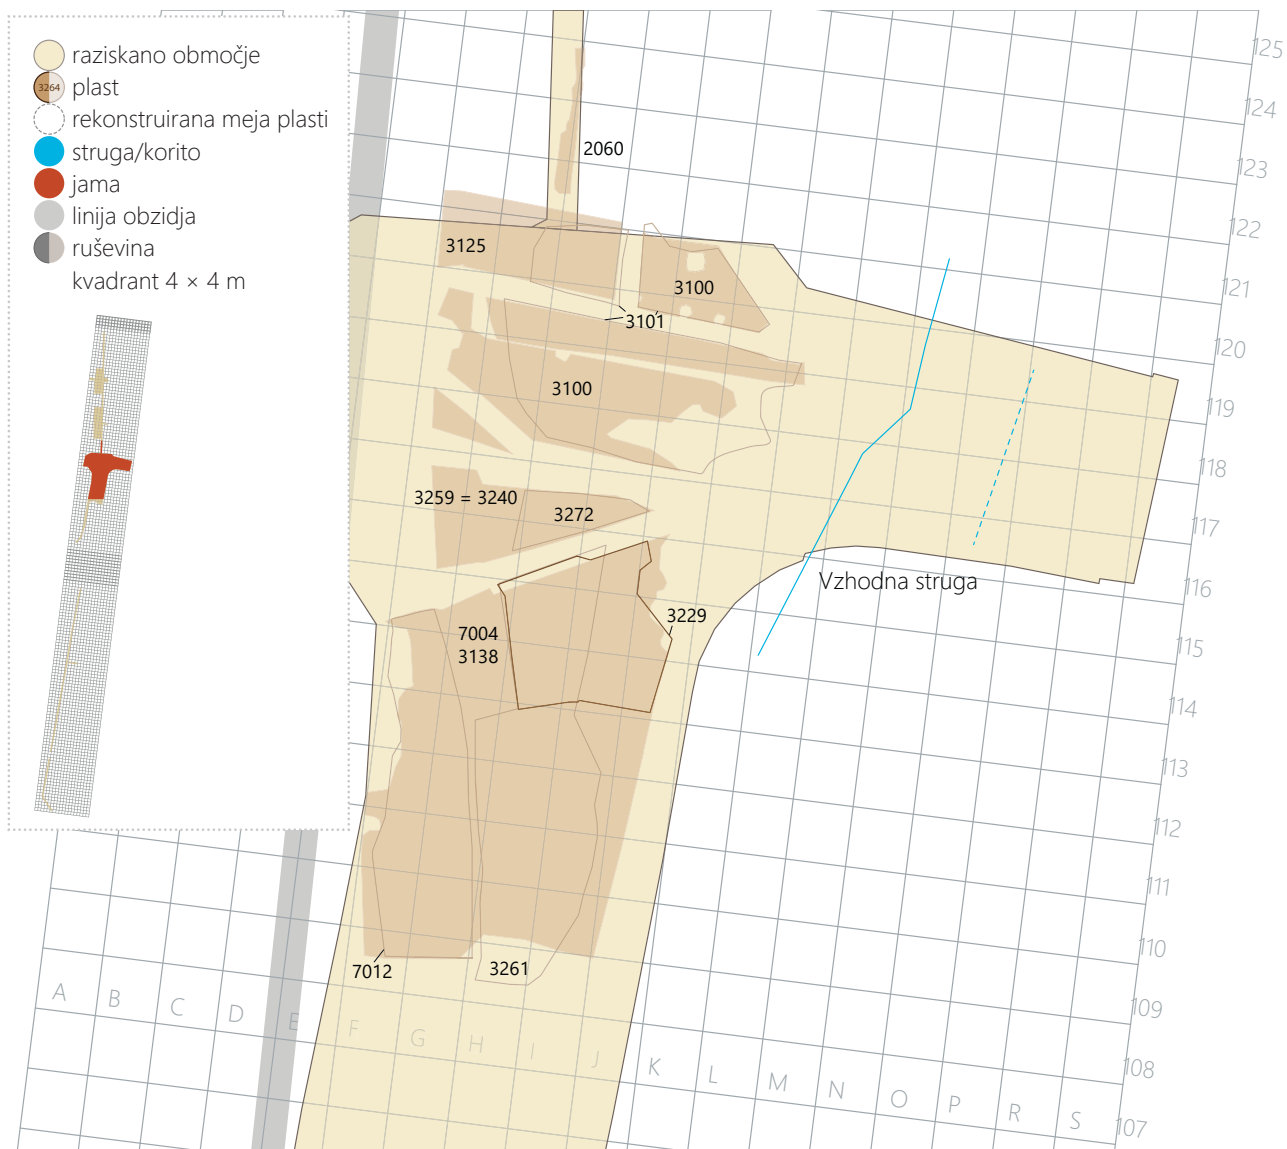 raziskano območje
3264
plast
rekonstruirana meja plasti
struga/korito
jama
linija obzidja
ruševina
kvadrant 4 × 4 m
125
124
123
122
121
120
119
118
117
116
115
114
113
112
111
110
109
108
107
2060
3125
3100
3101
3100
3259 = 3240
3272
Vzhodna struga
3229
7004
3138
7012
3261
A B C D E F G H I J K L M N O P R S